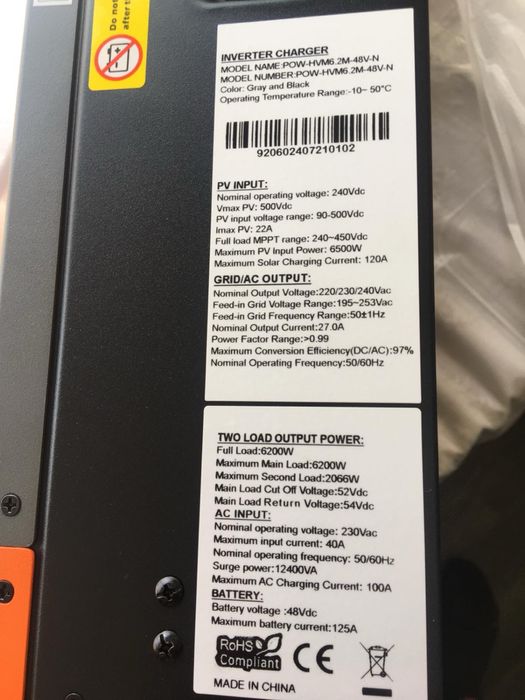 Do not
after t
INVERTER CHARGER
MODEL NAME:POW-HVM6.2M-48V-N
MODEL NUMBER:POW-HVM6.2M-48V-N
Color: Gray and Black
Operating Temperature Range:-10~ 50°C
920602407210102
PV INPUT:
Nominal operating voltage: 240Vdc
Vmax PV: 500Vdc
PV input voltage range: 90-500Vdc
Imax PV: 22A
Full load MPPT range: 240~450Vdc
Maximum PV Input Power: 6500W
Maximum Solar Charging Current: 120A
GRID/AC OUTPUT:
Nominal Output Voltage:220/230/240Vac
Feed-in Grid Voltage Range:195~253Vac
Feed-in Grid Frequency Range:50±1Hz
Nominal Output Current:27.0A
Power Factor Range:>0.99
Maximum Conversion Efficiency(DC/AC):97%
Nominal Operating Frequency:50/60Hz
TWO LOAD OUTPUT POWER:
Full Load:6200W
Maximum Main Load:6200W
Maximum Second Load:2066W
Main Load Cut Off Voltage:52Vdc
Main Load Return Voltage:54Vdc
AC INPUT:
Nominal operating voltage: 230Vac
Maximum input current: 40A
Nominal operating frequency: 50/60Hz
Surge power:12400VA
Maximum AC Charging Current: 100A
BATTERY:
Battery voltage :48Vdc
Maximum battery current:125A
RoHS
Compliant
CE
MADE IN CHINA